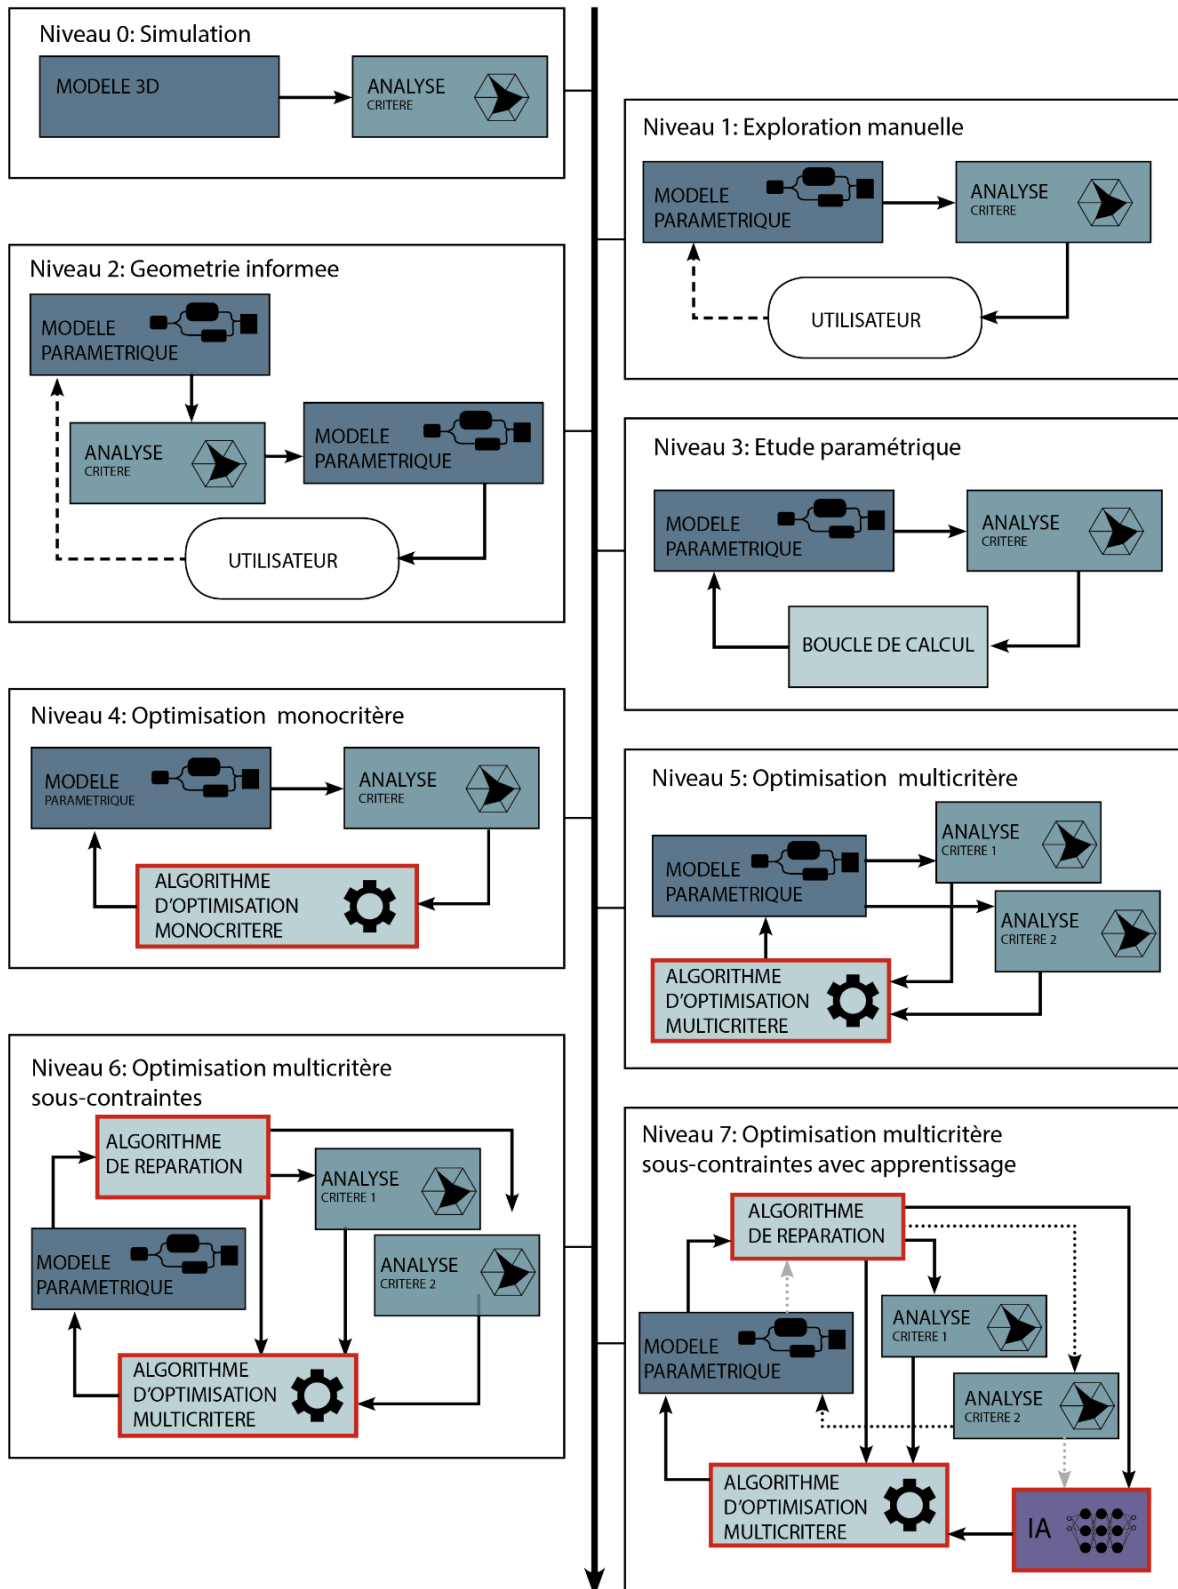 Niveau 0: Simulation
MODELE 3D
ANALYSE
CRITERE
Niveau 1: Exploration manuelle
MODELE
PARAMETRIQUE
ANALYSE
CRITERE
UTILISATEUR
Niveau 2: Geometrie informee
MODELE
PARAMETRIQUE
ANALYSE
CRITERE
MODELE
PARAMETRIQUE
UTILISATEUR
Niveau 3: Etude paramétrique
MODELE
PARAMETRIQUE
ANALYSE
CRITERE
BOUCLE DE CALCUL
Niveau 4: Optimisation monocritère
MODELE
PARAMETRIQUE
ANALYSE
CRITERE
ALGORITHME
D'OPTIMISATION
MONOCRITERE
Niveau 5: Optimisation multicritère
MODELE
PARAMETRIQUE
ANALYSE
CRITERE 1
ANALYSE
CRITERE 2
ALGORITHME
D'OPTIMISATION
MULTICRITERE
Niveau 6: Optimisation multicritère
sous-contraintes
ALGORITHME
DE REPARATION
ANALYSE
CRITERE 1
MODELE
PARAMETRIQUE
ANALYSE
CRITERE 2
ALGORITHME
D'OPTIMISATION
MULTICRITERE
Niveau 7: Optimisation multicritère
sous-contraintes avec apprentissage
ALGORITHME
DE REPARATION
ANALYSE
CRITERE 1
MODELE
PARAMETRIQUE
ANALYSE
CRITERE 2
ALGORITHME
D'OPTIMISATION
MULTICRITERE
IA